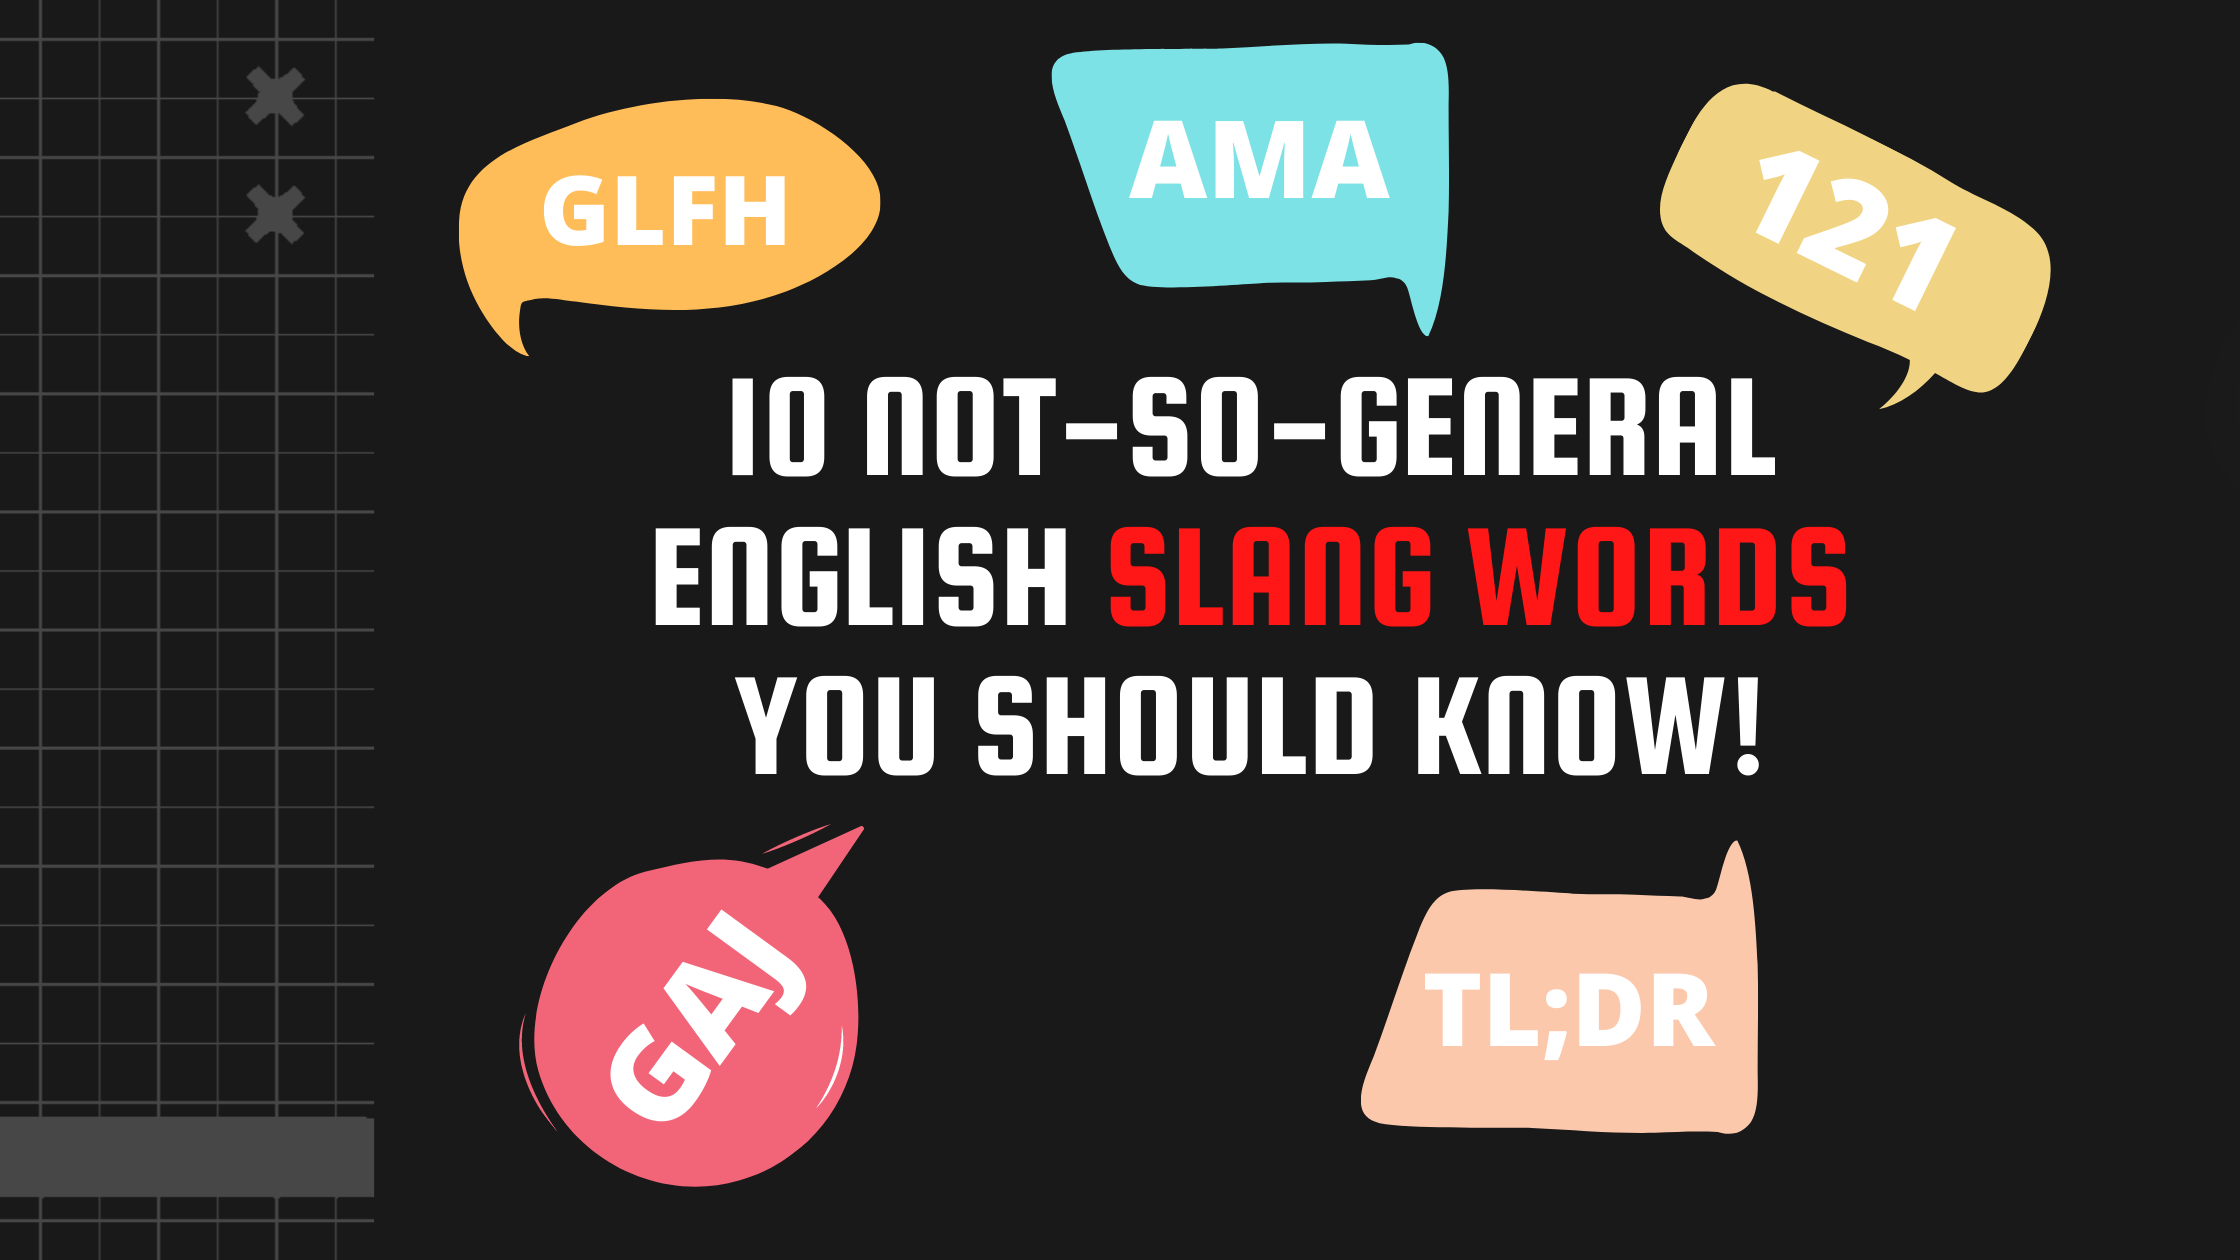 GLFH
AMA
121
10 NOT-SO-GENERAL
ENGLISH SLANG WORDS
YOU SHOULD KNOW!
GAJ
TL;DR